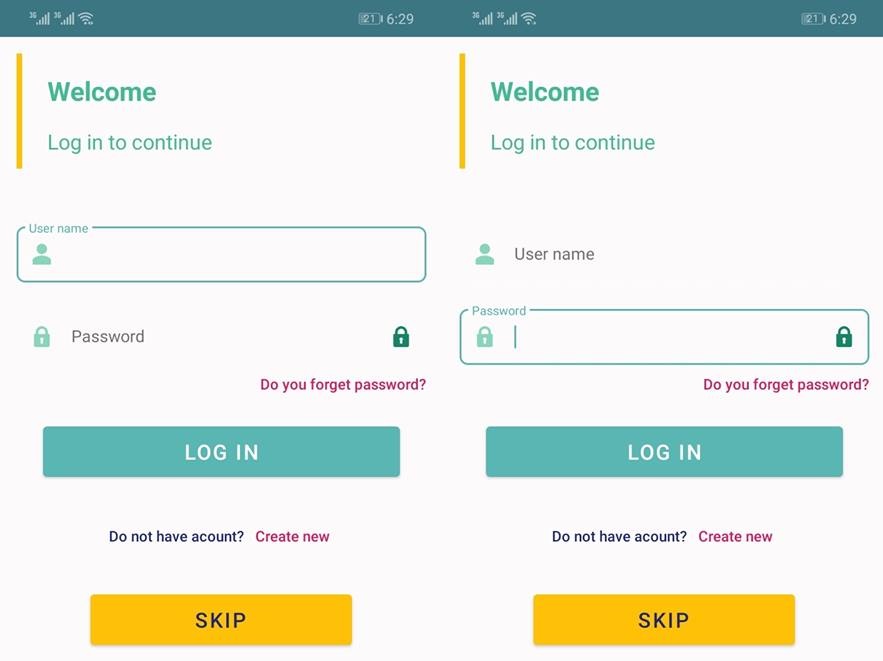 3G 3G 21 6:29
Welcome
Log in to continue
User name
Password
Do you forget password?
LOG IN
Do not have acount? Create new
SKIP
3G 3G 21 6:29
Welcome
Log in to continue
User name
Password
Do you forget password?
LOG IN
Do not have acount? Create new
SKIP